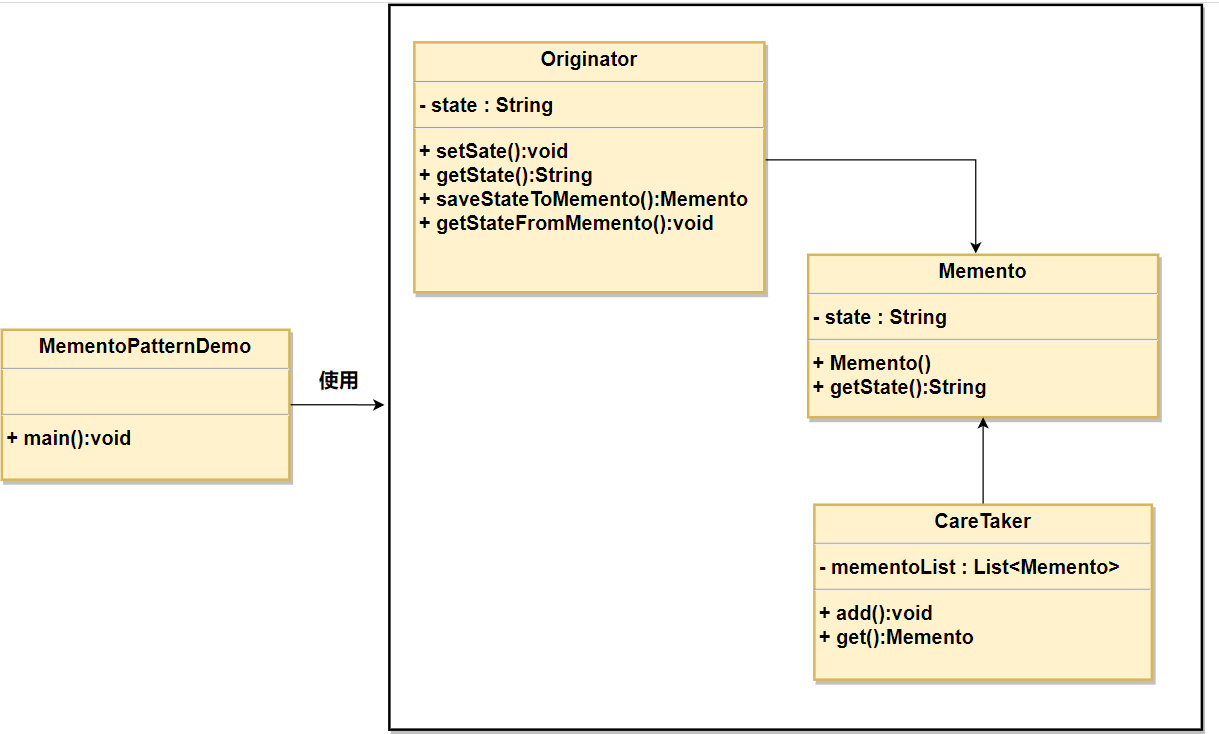 Originator
- state : String
+ setSate():void
+ getState():String
+ saveStateToMemento():Memento
+ getStateFromMemento():void
Memento
- state : String
+ Memento()
+ getState():String
MementoPatternDemo
+ main():void
使用
CareTaker
- mementoList : List<Memento>
+ add():void
+ get():Memento